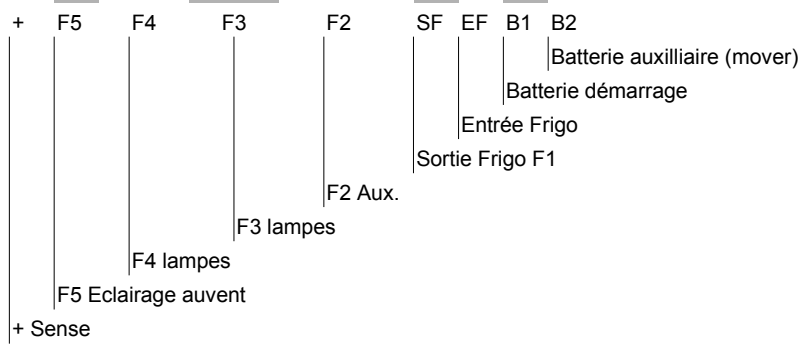 + F5 F4 F3 F2 SF EF B1 B2
Batterie auxilliaire (mover)
Batterie démarrage
Entrée Frigo
Sortie Frigo F1
F2 Aux.
F3 lampes
F4 lampes
F5 Eclairage auvent
+ Sense